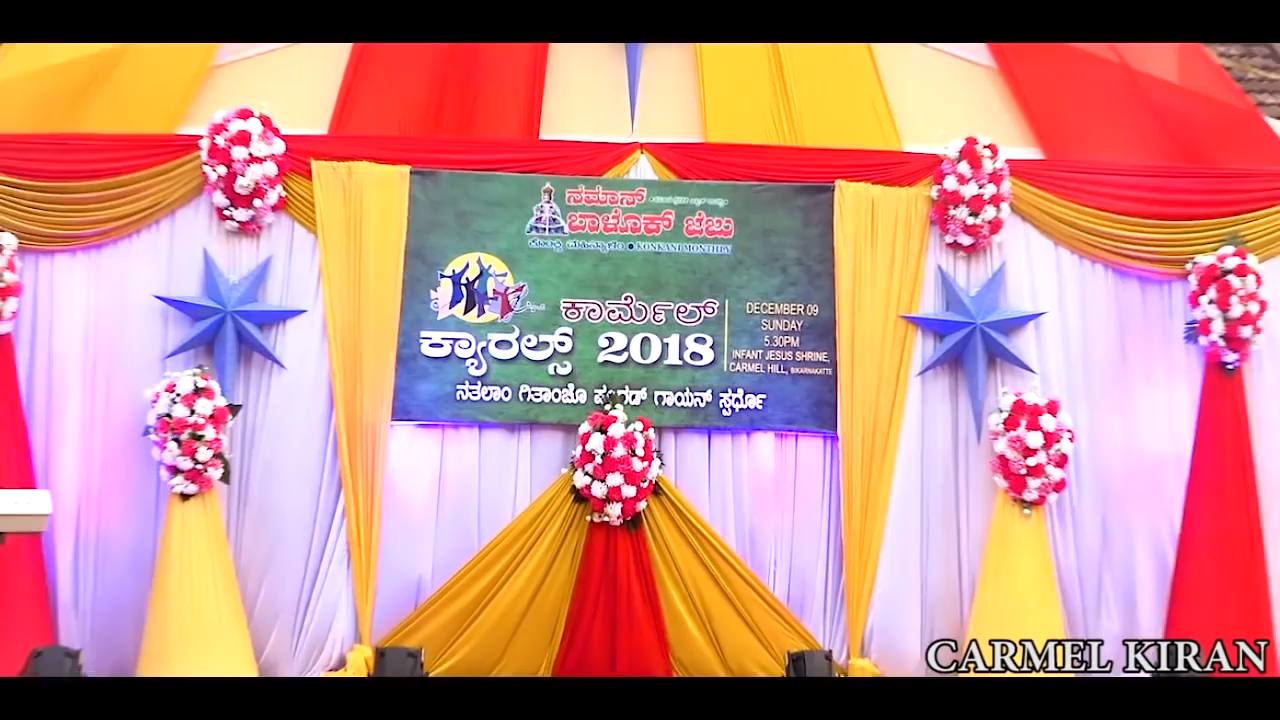 ನಮಾನ್
ಬಾಳೊಕ್ ಜೆಜು
KONKANI MONTHLY
ಕಾರ್ಮೆಲ್
ಕ್ಯಾರಲ್ಸ್ 2018
DECEMBER 09
SUNDAY
5.30PM
INFANT JESUS SHRINE,
CARMEL HILL, BIKARNAKATTE
ನತಲಾಂ ಗಿತಾಂಚೊ ಗಾಯನ್ ಸ್ಪರ್ಧೊ
CARMEL KIRAN